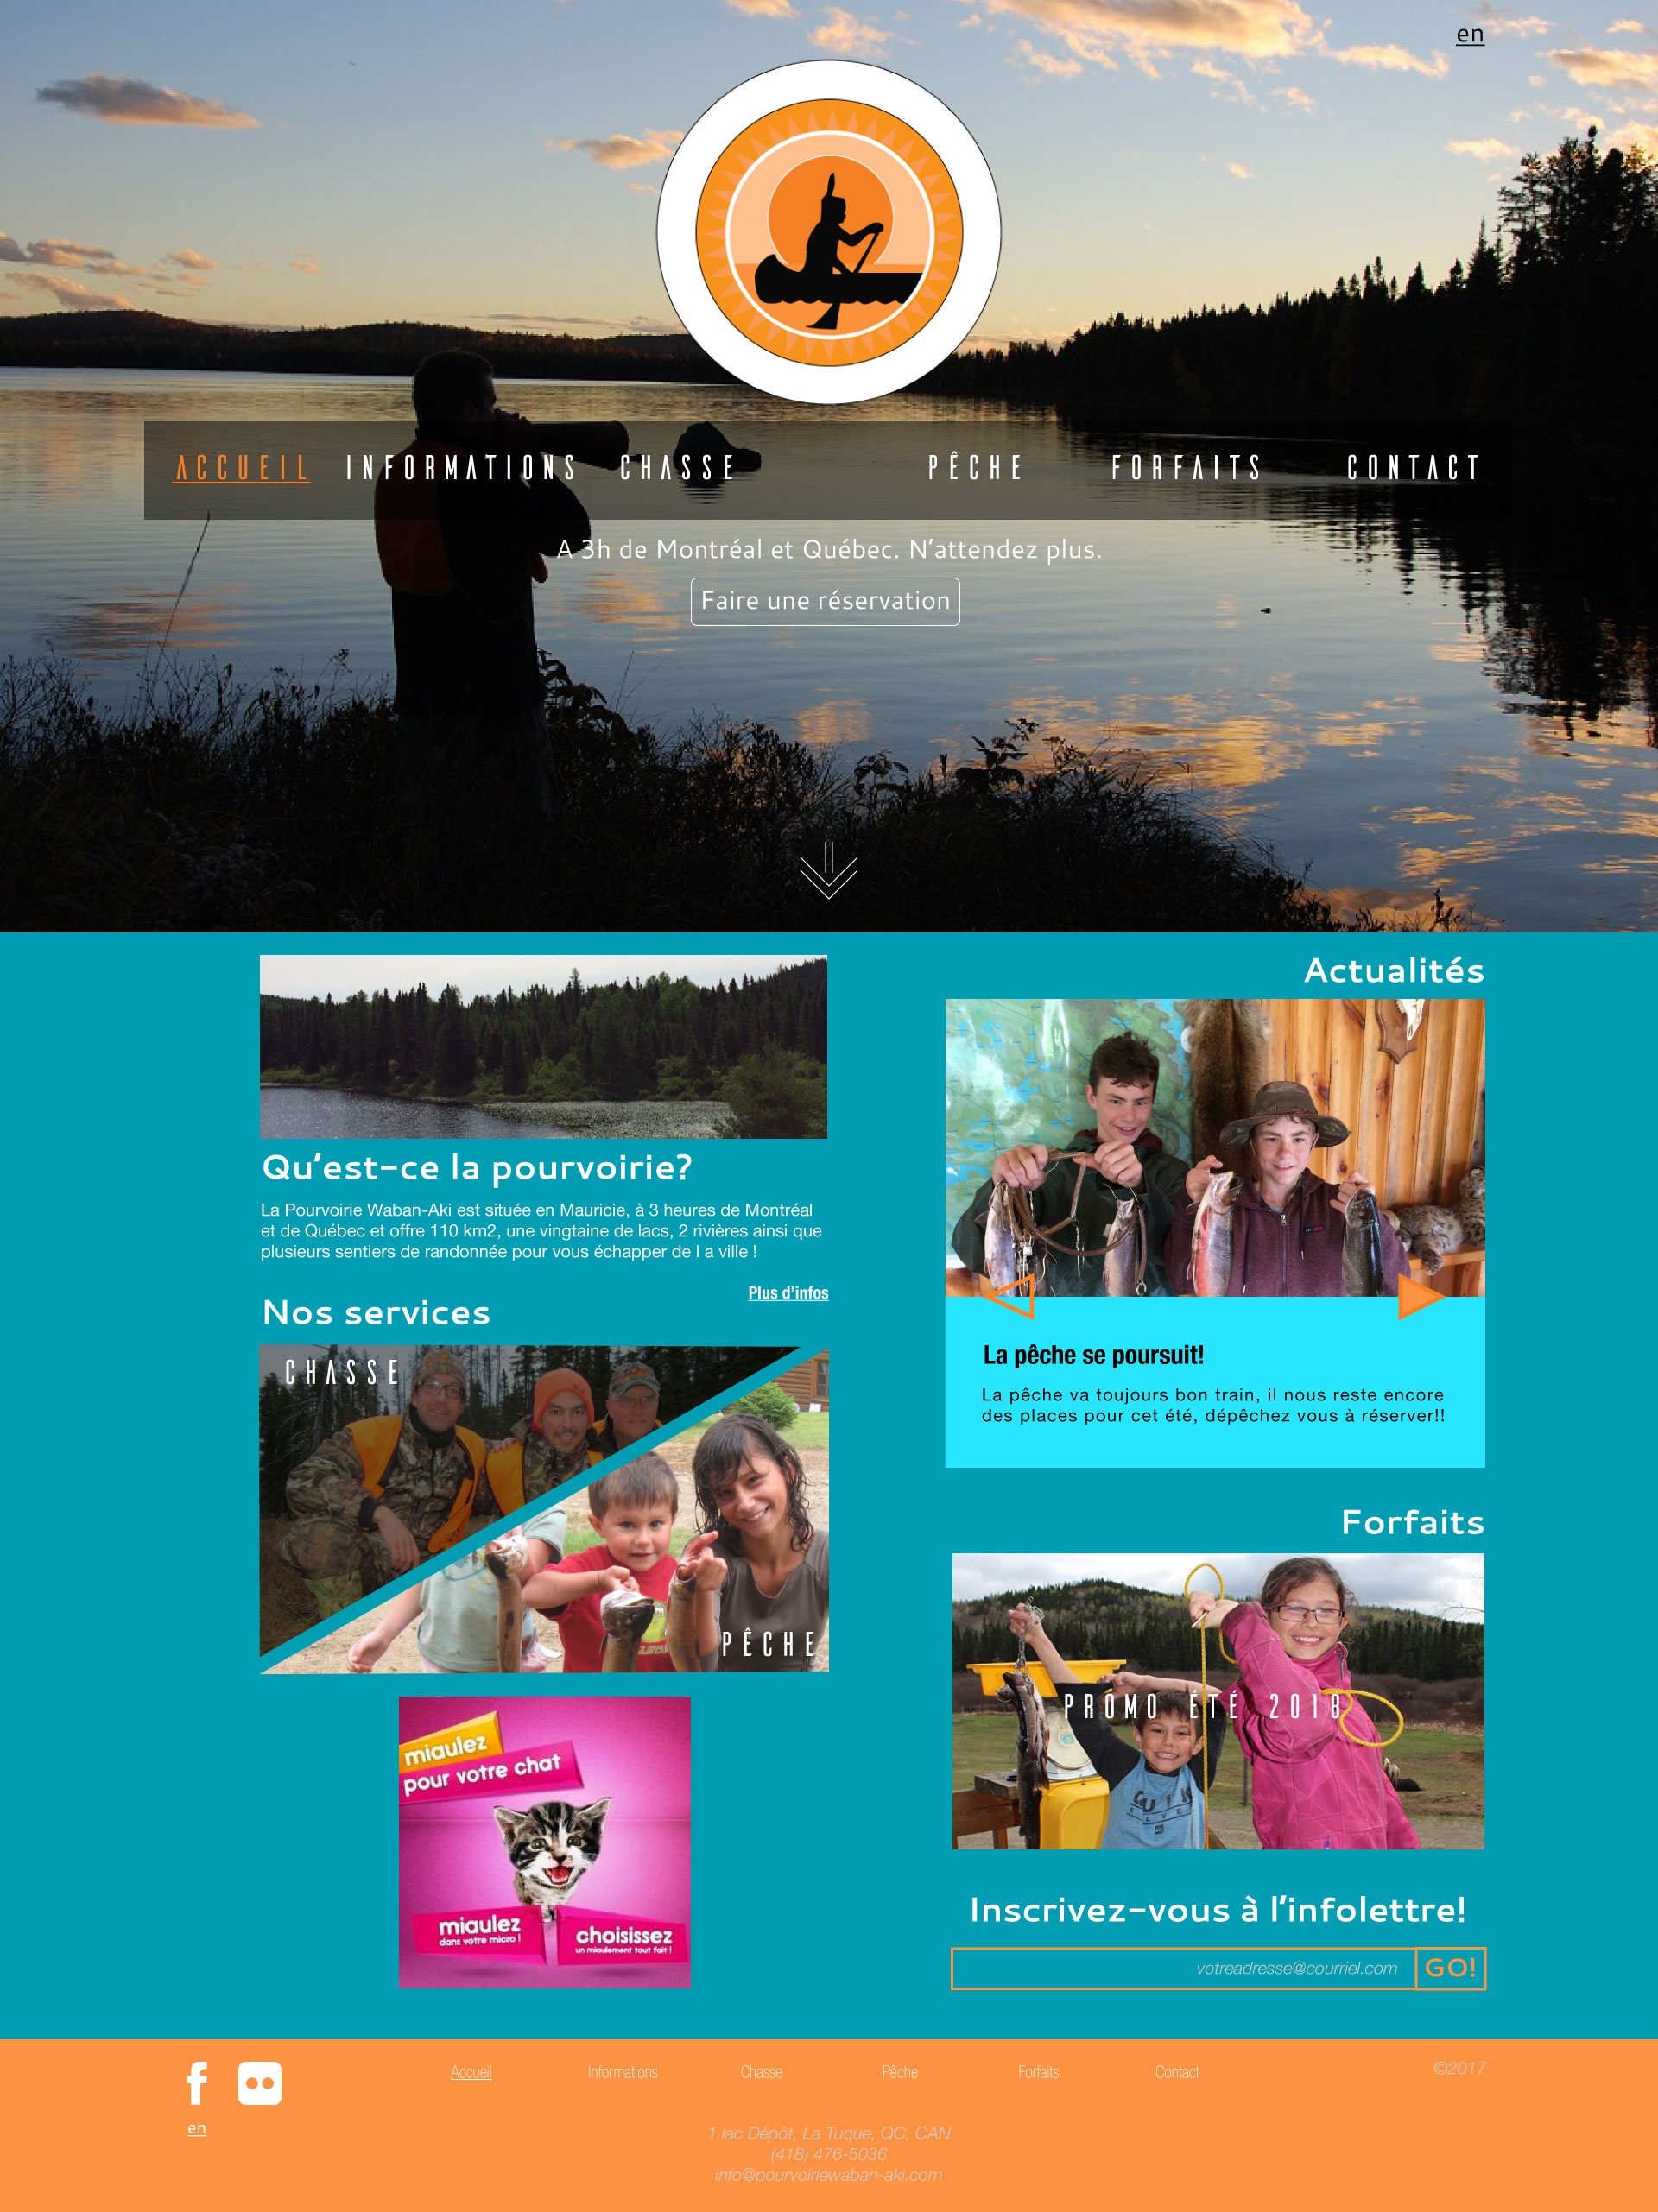 en
ACCUEIL INFORMATIONS CHASSE PÊCHE FORFAITS CONTACT
A 3h de Montréal et Québec. N'attendez plus.
Faire une réservation
Qu'est-ce la pourvoirie?
La Pourvoirie Waban-Aki est située en Mauricie, à 3 heures de Montréal
et de Québec et offre 110 km2, une vingtaine de lacs, 2 rivières ainsi que
plusieurs sentiers de randonnée pour vous échapper de l a ville !
Plus d'infos
Nos services
CHASSE
PÊCHE
miaulez
pour votre chat
miaulez
dans votre micro !
choisissez
un miaulement tout fait !
Actualités
La pêche se poursuit!
La pêche va toujours bon train, il nous reste encore
des places pour cet été, dépêchez vous à réserver!!
Forfaits
PROMO ÉTÉ 2018
Inscrivez-vous à l'infolettre!
votreadresse@courriel.com GO!
Accueil Informations Chasse Pêche Forfaits Contact ©2017
en
1 lac Dépôt, La Tuque, QC, CAN
(418) 476-5036
info@pourvoiriewaban-aki.com